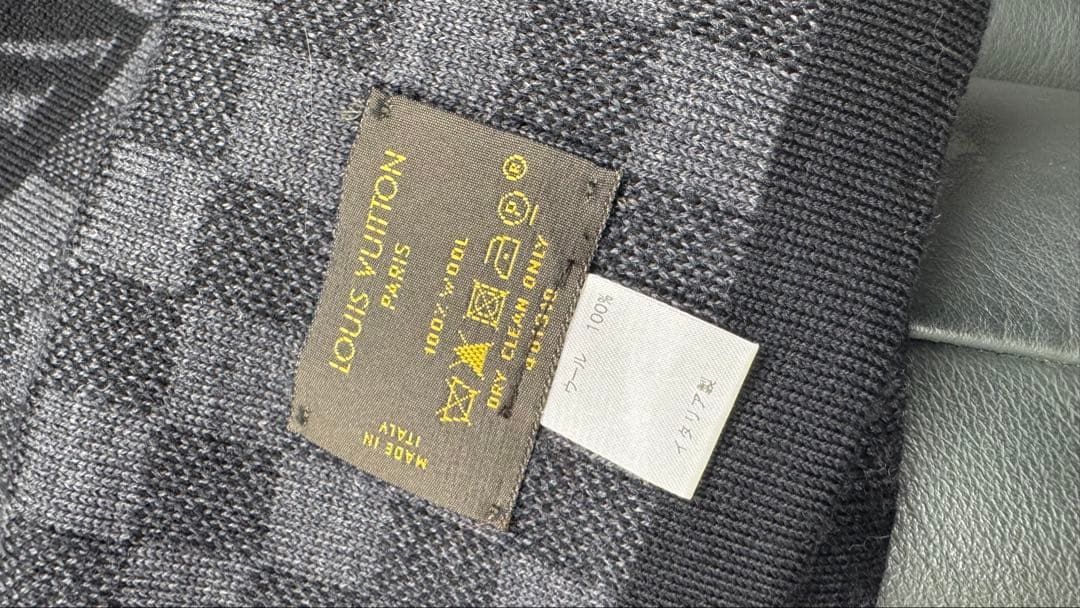 LOUIS VUITTON
PARIS
100% WOOL
P
DRY CLEAN ONLY
®
MADE IN
ITALY
ウール 100%
イタリア製